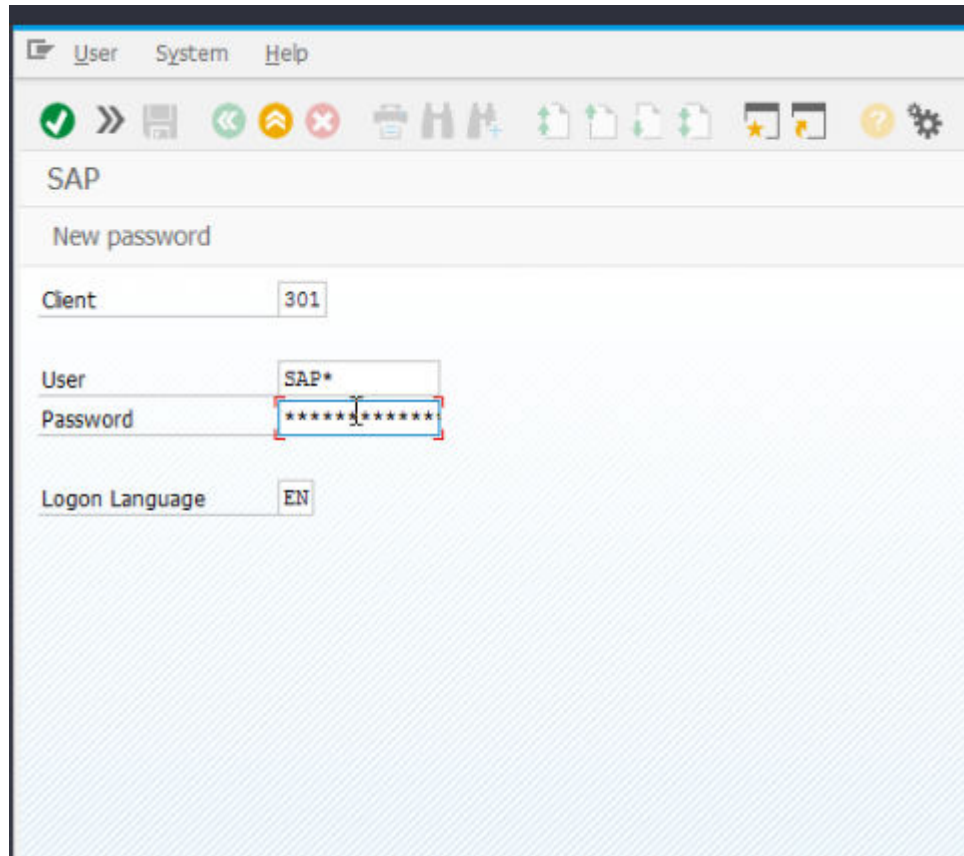 User System Help
SAP
New password
Client 301
User SAP*
Password *************
Logon Language EN